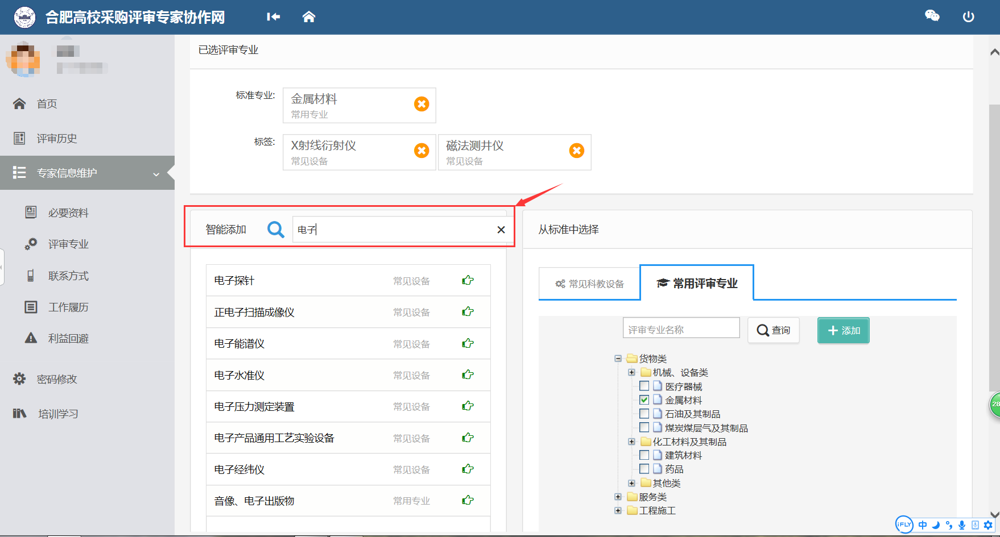 合肥高校采购评审专家协作网
首页
评审历史
专家信息维护
必要资料
评审专业
联系方式
工作履历
利益回避
密码修改
培训学习
已选评审专业
标准专业:
金属材料
常用专业
标签:
X射线衍射仪
常见设备
磁法测井仪
常见设备
智能添加
电子
电子探针 常见设备
正电子扫描成像仪 常见设备
电子能谱仪 常见设备
电子水准仪 常见设备
电子压力测定装置 常见设备
电子产品通用工艺实验设备 常见设备
电子经纬仪 常见设备
音像、电子出版物 常用专业
从标准中选择
常见科教设备
常用评审专业
评审专业名称
查询
添加
货物类
机械、设备类
医疗器械
金属材料
石油及其制品
煤炭煤层气及其制品
化工材料及其制品
建筑材料
药品
其他类
服务类
工程施工
28
iFLY 中